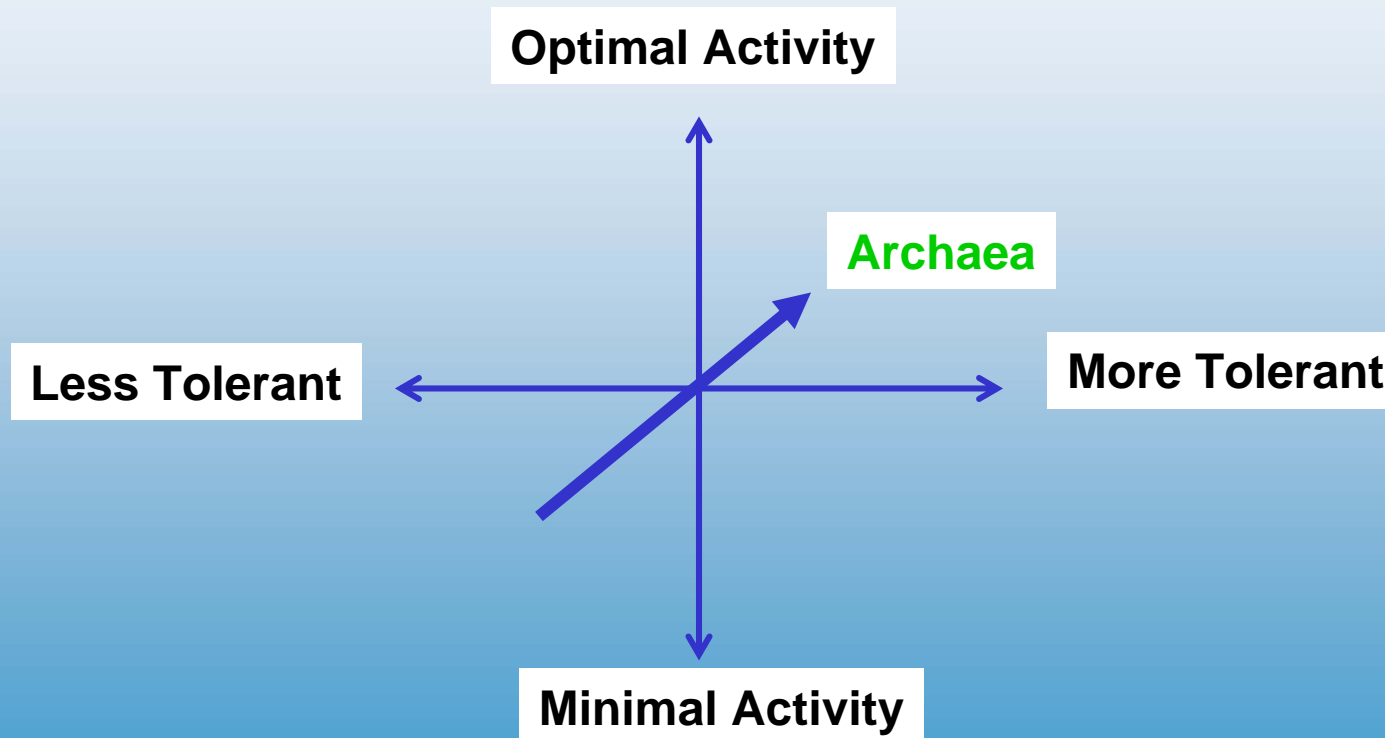 Optimal Activity
Archaea
Less Tolerant
More Tolerant
Minimal Activity